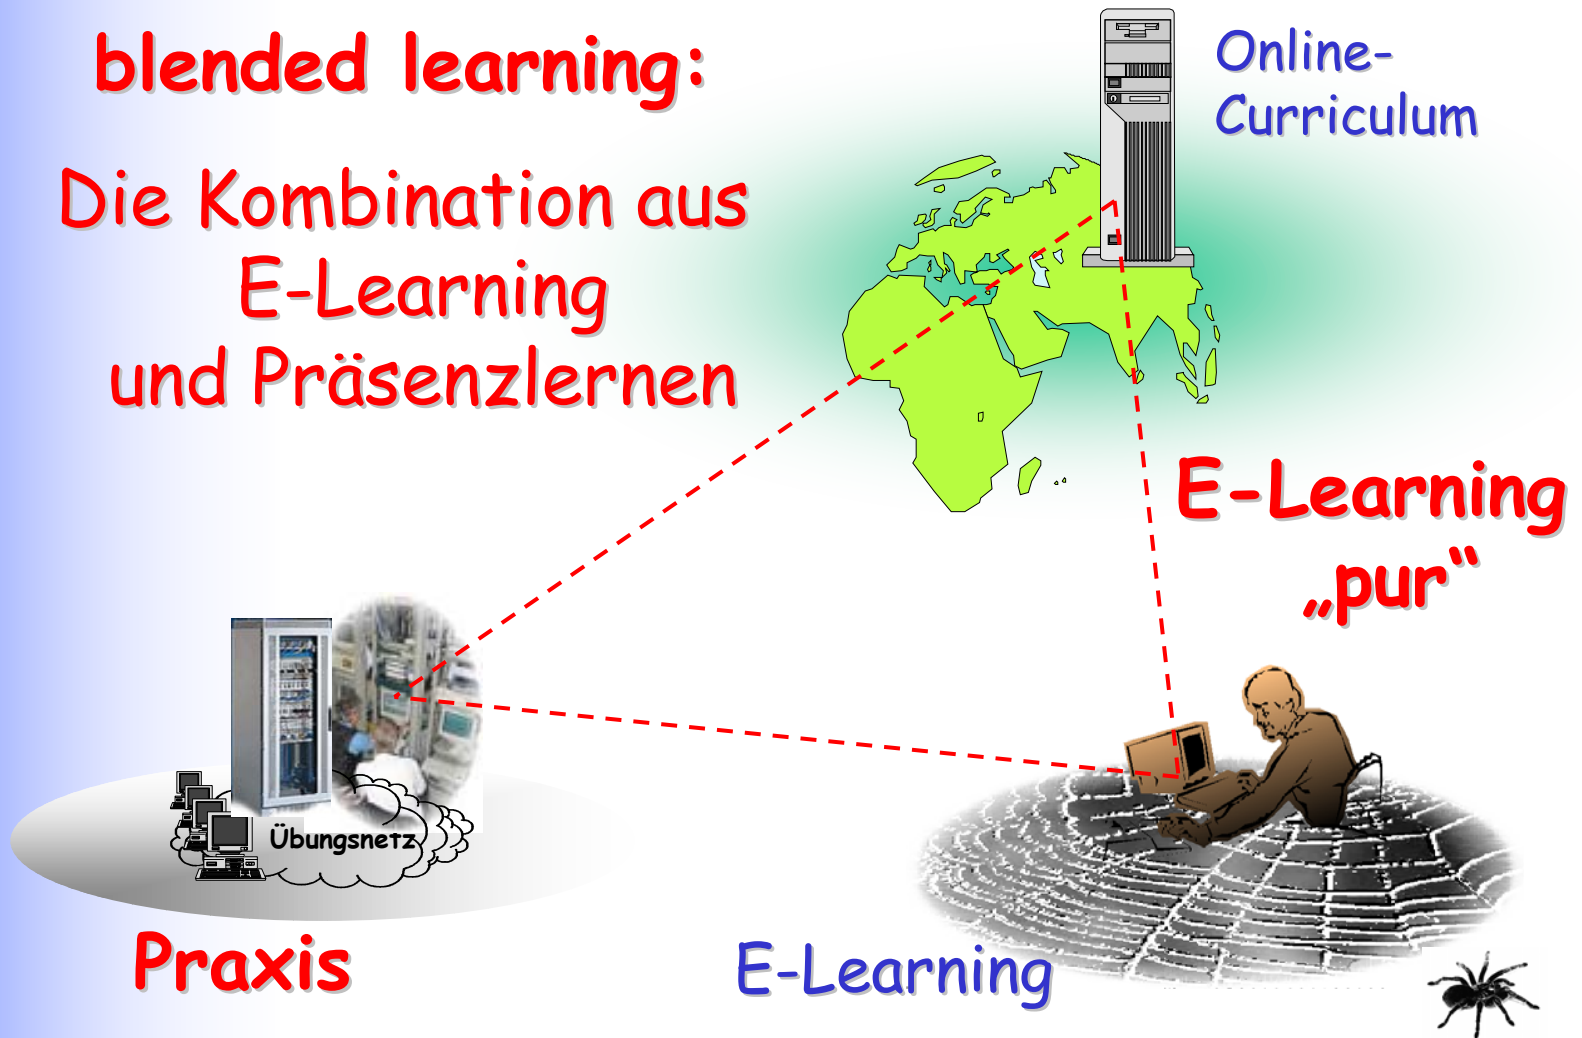 blended learning:
Die Kombination aus
E-Learning
und Präsenzlernen
Online-
Curriculum
E-Learning
„pur“
Übungsnetz
Praxis
E-Learning